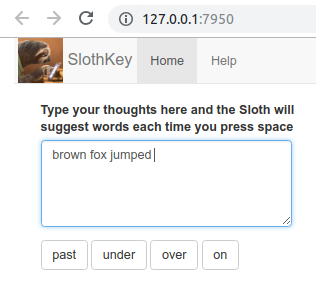 127.0.0.1:7950
SlothKey Home Help
Type your thoughts here and the Sloth will
suggest words each time you press space
brown fox jumped
past under over on